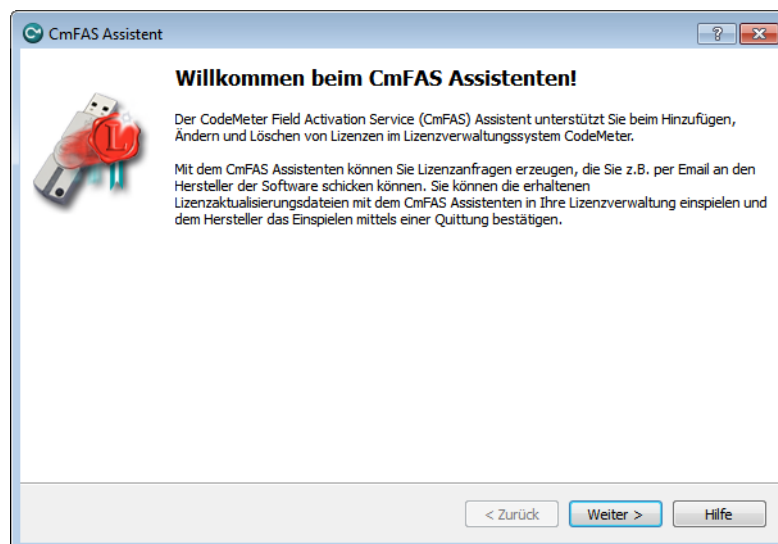 CmFAS Assistent
Willkommen beim CmFAS Assistenten!
Der CodeMeter Field Activation Service (CmFAS) Assistent unterstützt Sie beim Hinzufügen,
Ändern und Löschen von Lizenzen im Lizenzverwaltungssystem CodeMeter.
Mit dem CmFAS Assistenten können Sie Lizenzanfragen erzeugen, die Sie z.B. per Email an den
Hersteller der Software schicken können. Sie können die erhaltenen
Lizenzaktualisierungsdateien mit dem CmFAS Assistenten in Ihre Lizenzverwaltung einspielen und
dem Hersteller das Einspielen mittels einer Quittung bestätigen.
L
< Zurück Weiter > Hilfe